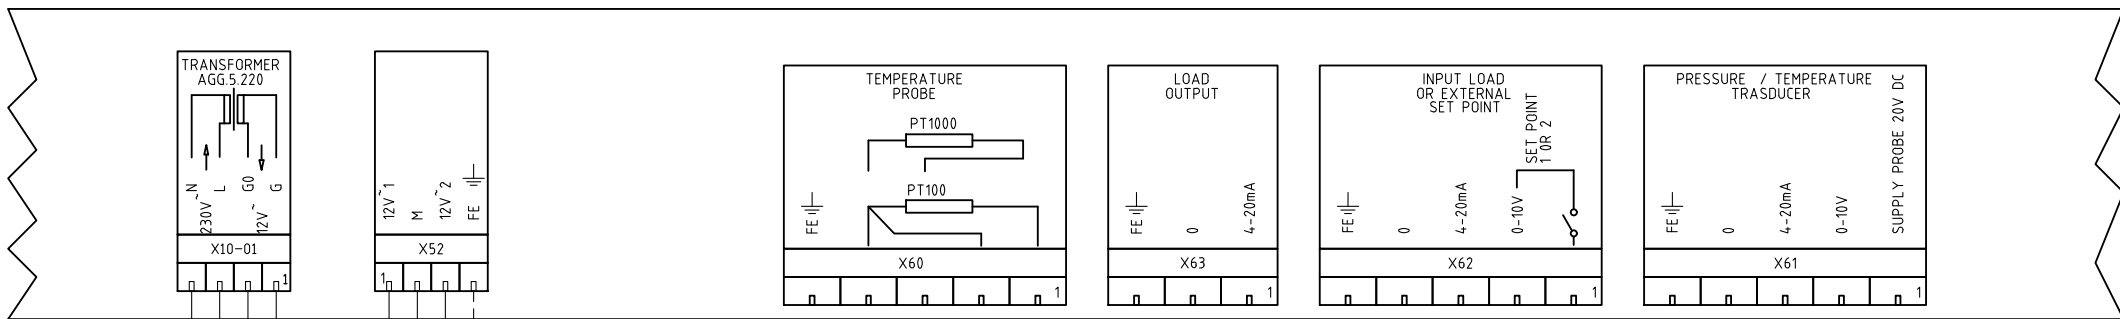 TRANSFORMER
AGG.5.220
N
230V~
L
G0
12V~
G
X10-01
1
12V~1
M
12V~2
FE
X52
1
TEMPERATURE
PROBE
PT1000
PT100
FE
X60
1
LOAD
OUTPUT
FE
0
4-20mA
X63
1
INPUT LOAD
OR EXTERNAL
SET POINT
SET POINT
1 OR 2
FE
0
4-20mA
0-10V
X62
1
PRESSURE / TEMPERATURE
TRASDUCER
FE
0
4-20mA
0-10V
SUPPLY PROBE 20V DC
X61
1